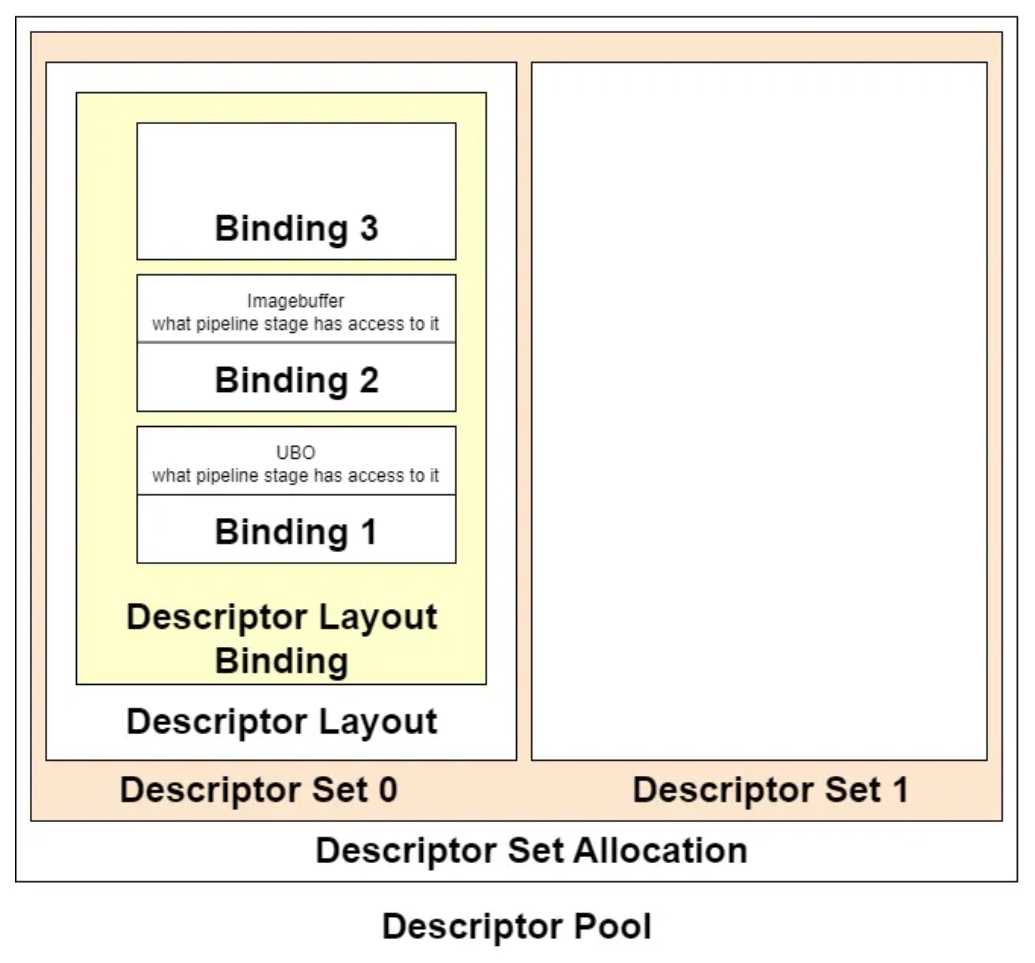 Binding 3
Imagebuffer
what pipeline stage has access to it
Binding 2
UBO
what pipeline stage has access to it
Binding 1
Descriptor Layout
Binding
Descriptor Layout
Descriptor Set 0
Descriptor Set 1
Descriptor Set Allocation
Descriptor Pool